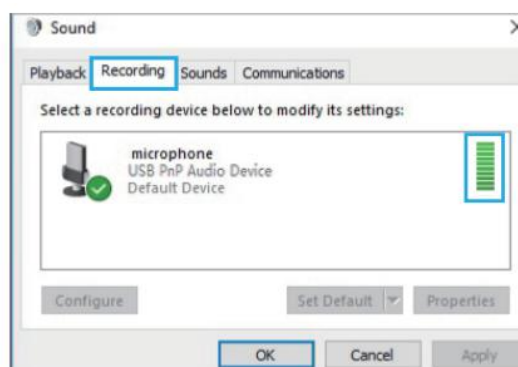 Sound
Playback Recording Sounds Communications
Select a recording device below to modify its settings:
microphone
USB PnP Audio Device
Default Device
Configure Set Default Properties
OK Cancel Apply